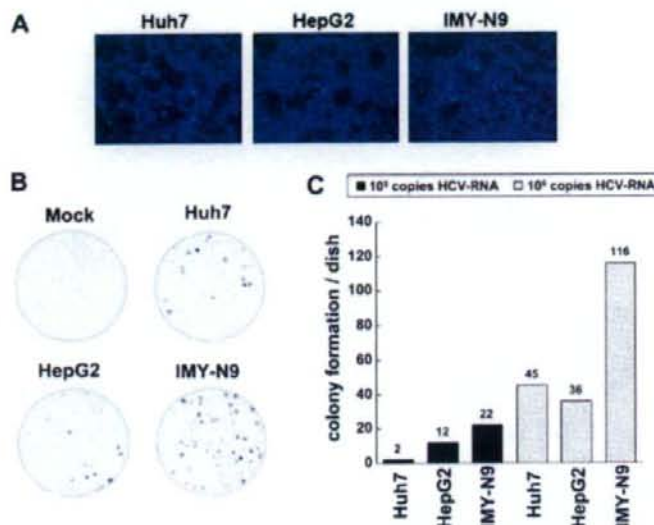 A
Huh7
HepG2
IMY-N9
B
Mock
Huh7
HepG2
IMY-N9
C
copies HCV-RNA
copies HCV-RNA
colony formation / dish
140
120
100
80
60
40
20
0
2
12
22
45
36
116
Huh7
HepG2
IMY-N9
Huh7
HepG2
IMY-N9